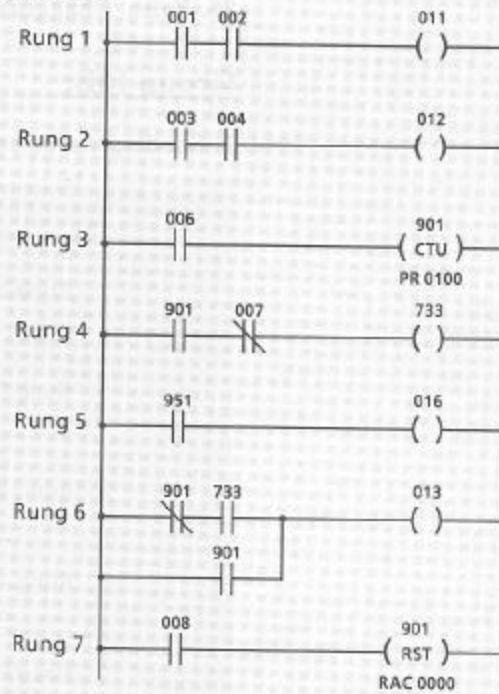 001 002 011
Rung 1
003 004 012
Rung 2
006 901
Rung 3 CTU
PR 0100
901 007 733
Rung 4
951 016
Rung 5
901 733 013
Rung 6
901
008 901
Rung 7 RST
RAC 0000